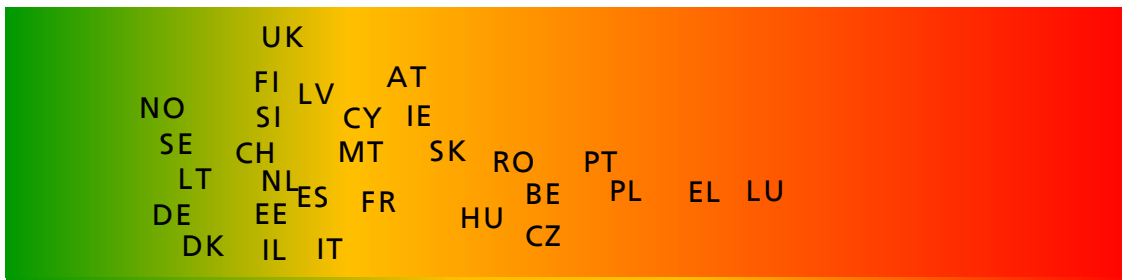 UK
FI LV AT
NO SI CY IE
SE CH MT SK RO PT
LT NL ES FR BE PL EL LU
DE EE HU
DK IL IT CZ